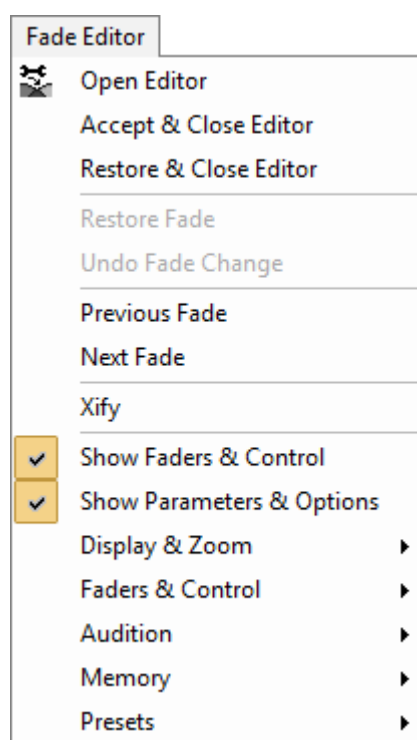 Fade Editor
Open Editor
Accept & Close Editor
Restore & Close Editor
Restore Fade
Undo Fade Change
Previous Fade
Next Fade
Xify
Show Faders & Control
Show Parameters & Options
Display & Zoom
Faders & Control
Audition
Memory
Presets